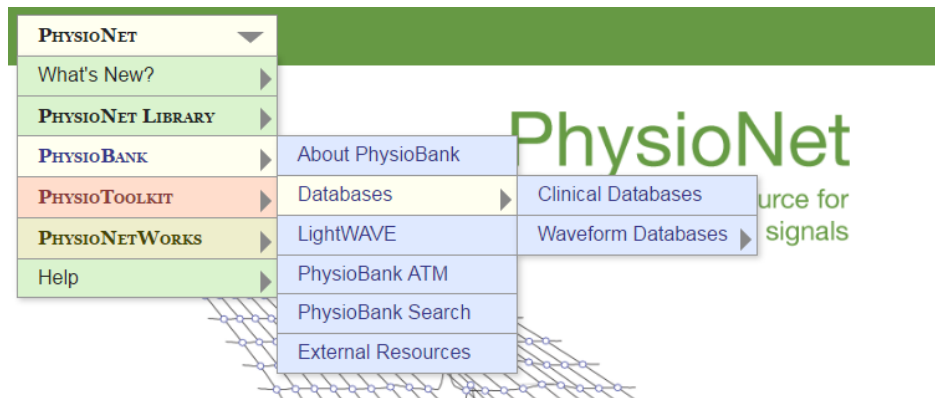 PhysioNet
What's New?
PhysioNet Library
PhysioBank
PhysioToolkit
PhysioNetWorks
Help
About PhysioBank
Databases
LightWAVE
PhysioBank ATM
PhysioBank Search
External Resources
Clinical Databases
Waveform Databases
PhysioNet
urce for
signals